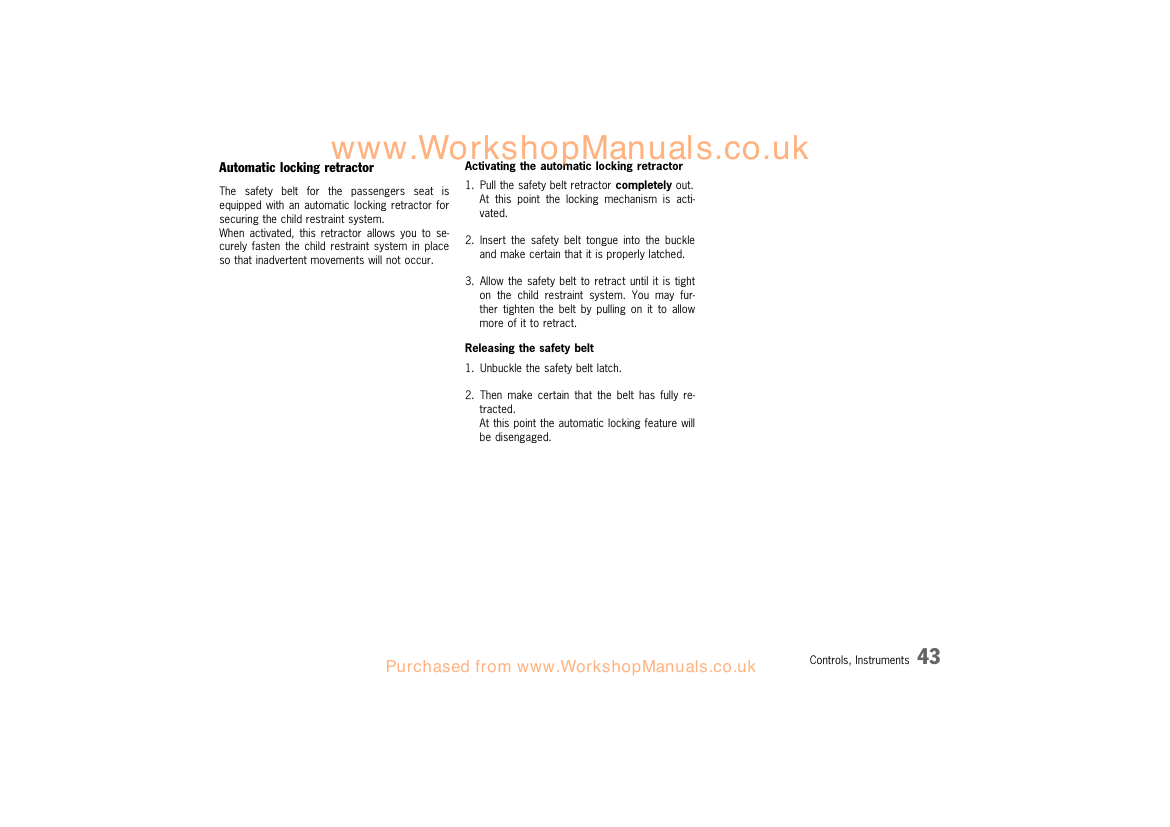 www.WorkshopManuals.co.uk
Automatic locking retractor
The safety belt for the passengers seat is
equipped with an automatic locking retractor for
securing the child restraint system.
When activated, this retractor allows you to se-
curely fasten the child restraint system in place
so that inadvertent movements will not occur.
Activating the automatic locking retractor
1. Pull the safety belt retractor completely out.
At this point the locking mechanism is acti-
vated.
2. Insert the safety belt tongue into the buckle
and make certain that it is properly latched.
3. Allow the safety belt to retract until it is tight
on the child restraint system. You may fur-
ther tighten the belt by pulling on it to allow
more of it to retract.
Releasing the safety belt
1. Unbuckle the safety belt latch.
2. Then make certain that the belt has fully re-
tracted.
At this point the automatic locking feature will
be disengaged.
Controls, Instruments 43
Purchased from www.WorkshopManuals.co.uk